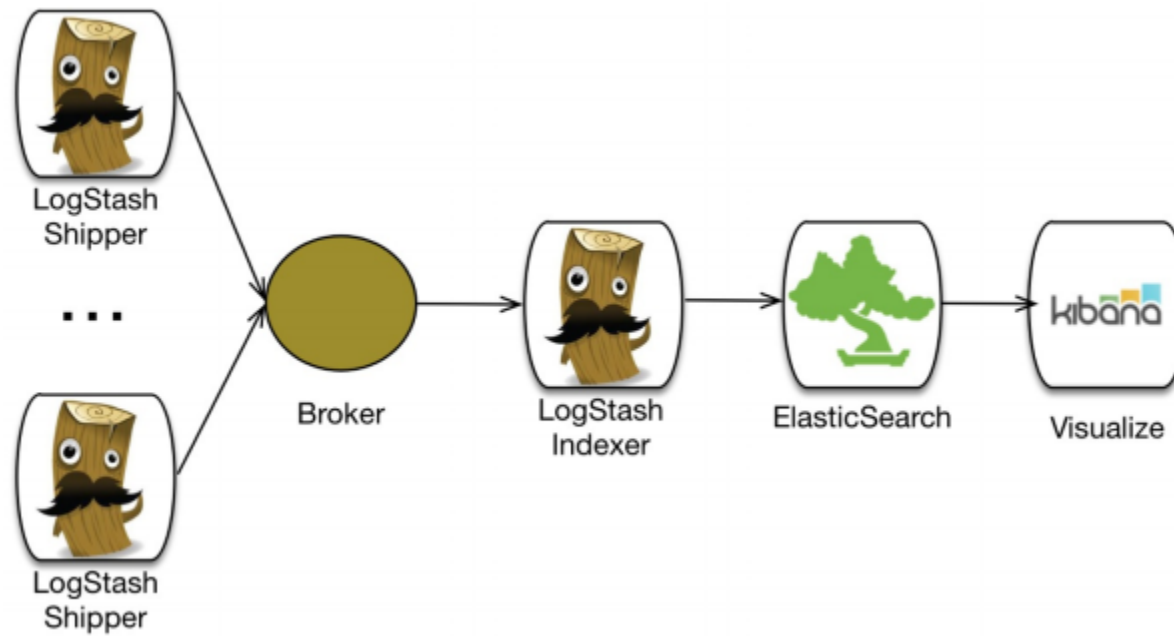 LogStash
Shipper
...
LogStash
Shipper
Broker
LogStash
Indexer
ElasticSearch
kibana
Visualize